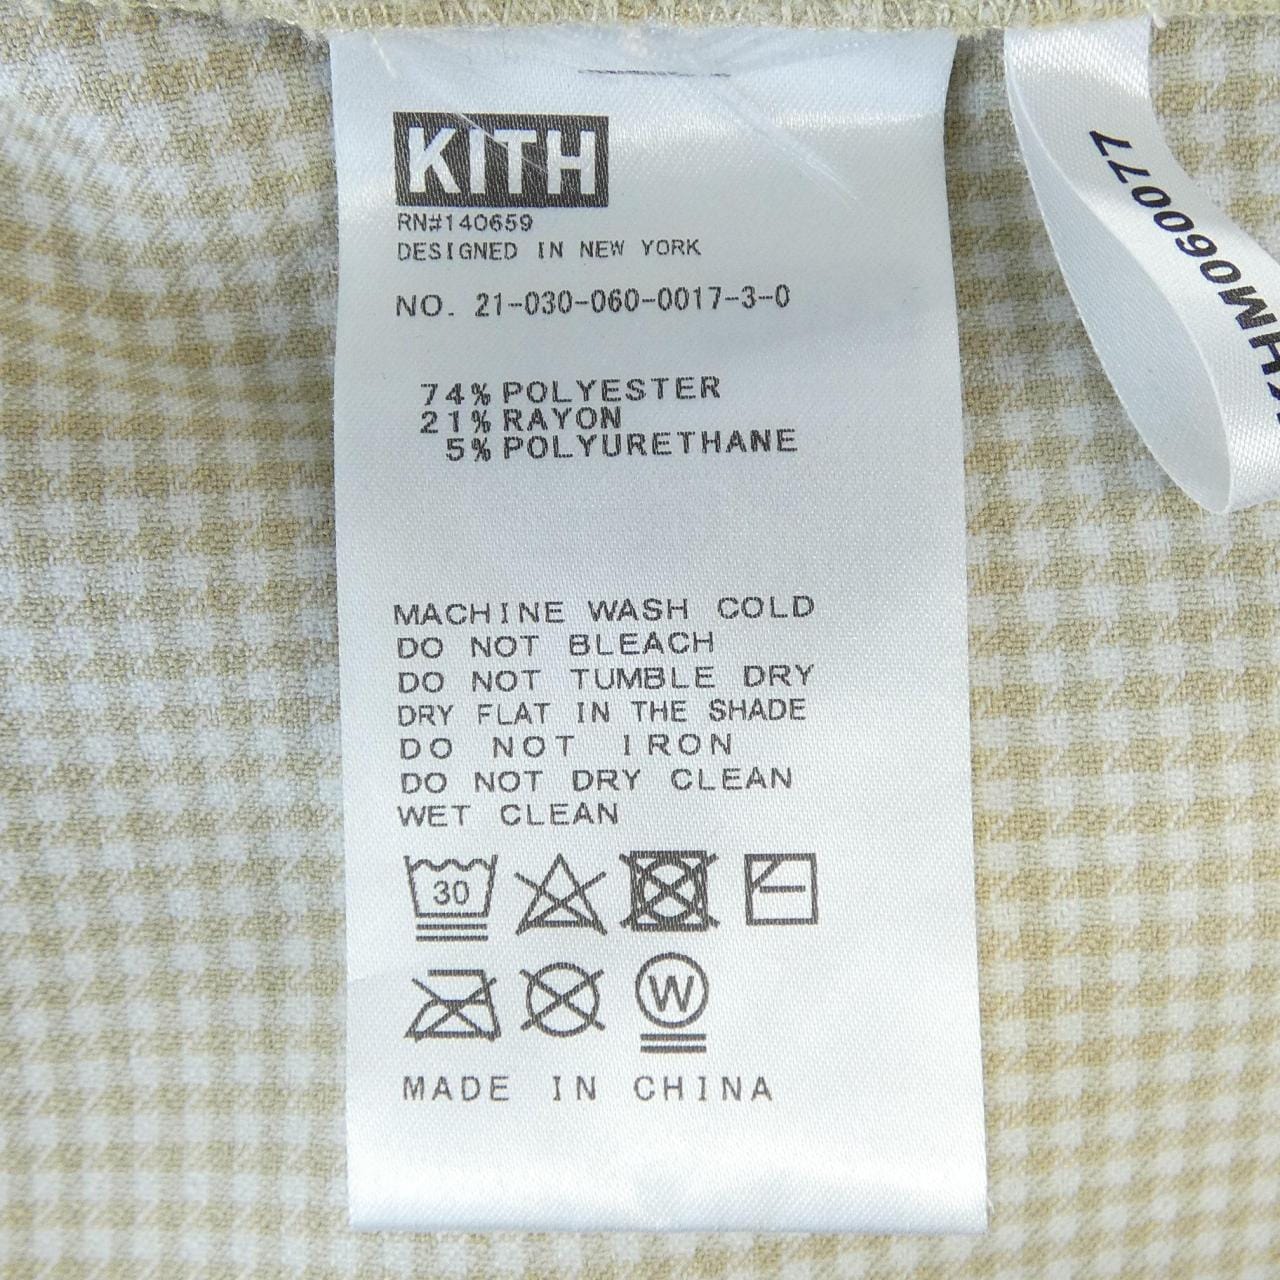 KITH
RN#140659
DESIGNED IN NEW YORK
NO. 21-030-060-0017-3-0
74% POLYESTER
21% RAYON
5% POLYURETHANE
MACHINE WASH COLD
DO NOT BLEACH
DO NOT TUMBLE DRY
DRY FLAT IN THE SHADE
DO NOT IRON
DO NOT DRY CLEAN
WET CLEAN
30
W
MADE IN CHINA
KHM060077